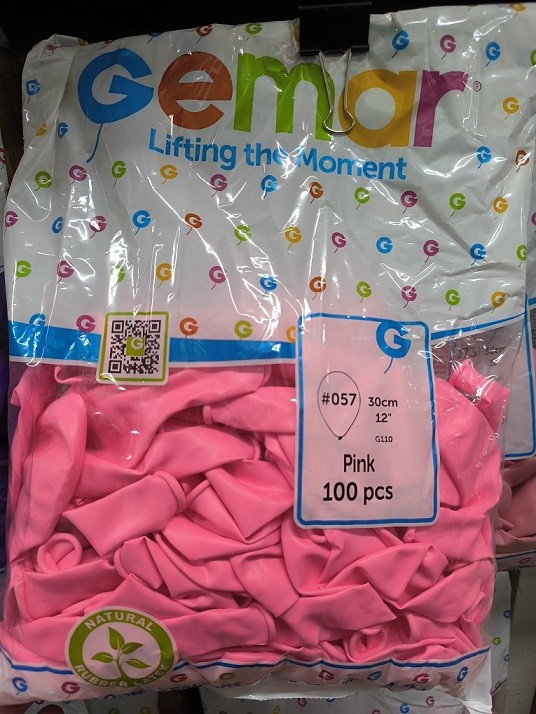 Gemar®
Lifting the Moment
G
#057
30cm
12"
G110
Pink
100 pcs
NATURAL
RUBBER LATEX